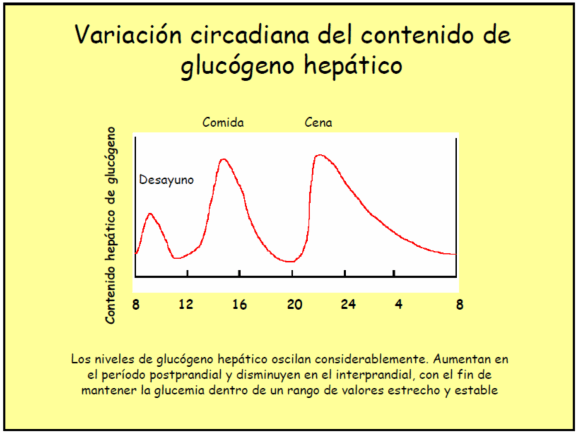 Variación circadiana del contenido de
glucógeno hepático
Comida
Cena
Desayuno
Contenido hepático de glucógeno
8 12 16 20 24 4 8
Los niveles de glucógeno hepático oscilan considerablemente. Aumentan en
el período postprandial y disminuyen en el interprandial, con el fin de
mantener la glucemia dentro de un rango de valores estrecho y estable